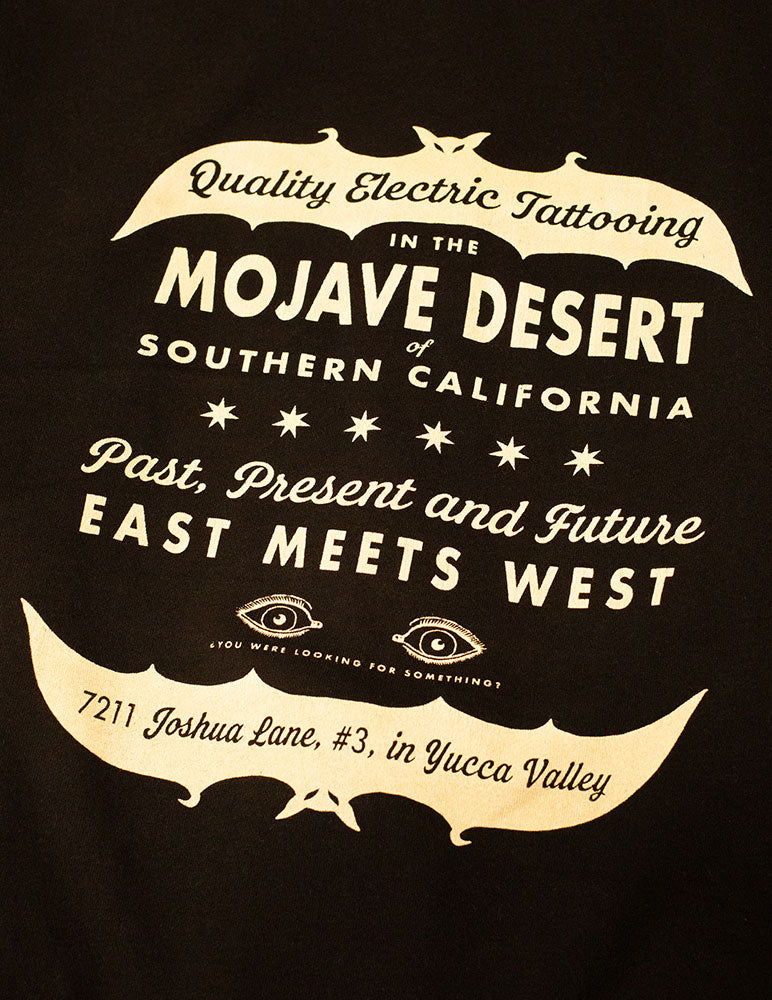 Quality Electric Tattooing
IN THE
MOJAVE DESERT
of
SOUTHERN CALIFORNIA
Past, Present and Future
EAST MEETS WEST
¿YOU WERE LOOKING FOR SOMETHING?
7211 Joshua Lane, #3, in Yucca Valley